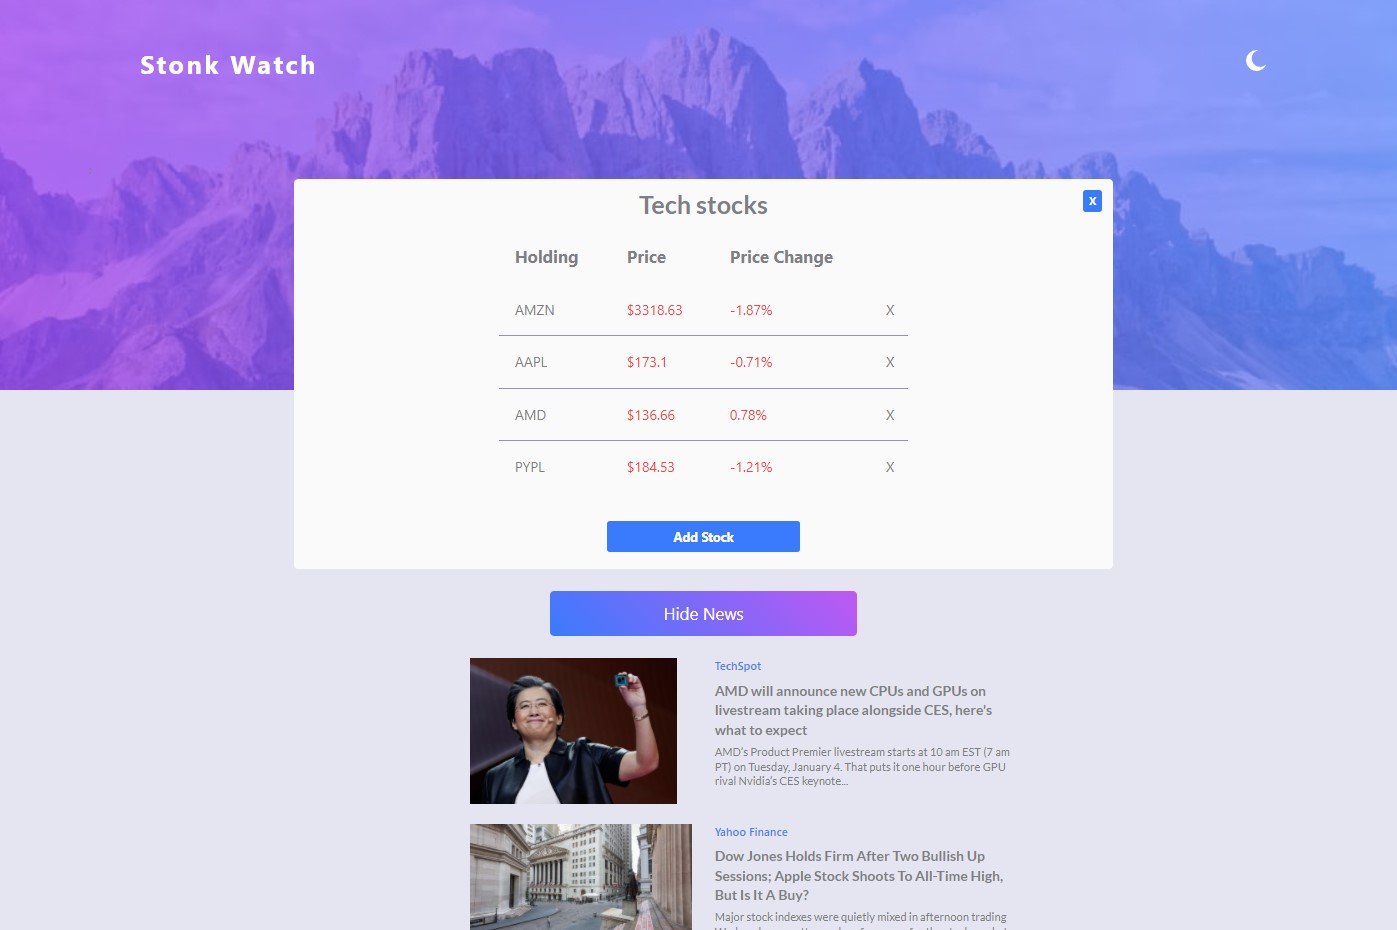 Stonk Watch
Tech stocks
X
Holding Price Price Change
AMZN $3318.63 -1.87% X
AAPL $173.1 -0.71% X
AMD $136.66 0.78% X
PYPL $184.53 -1.21% X
Add Stock
Hide News
TechSpot
AMD will announce new CPUs and GPUs on
livestream taking place alongside CES, here's
what to expect
AMD's Product Premier livestream starts at 10 am EST (7 am
PT) on Tuesday, January 4. That puts it one hour before GPU
rival Nvidia's CES keynote...
Yahoo Finance
Dow Jones Holds Firm After Two Bullish Up
Sessions; Apple Stock Shoots To All-Time High,
But Is It A Buy?
Major stock indexes were quietly mixed in afternoon trading